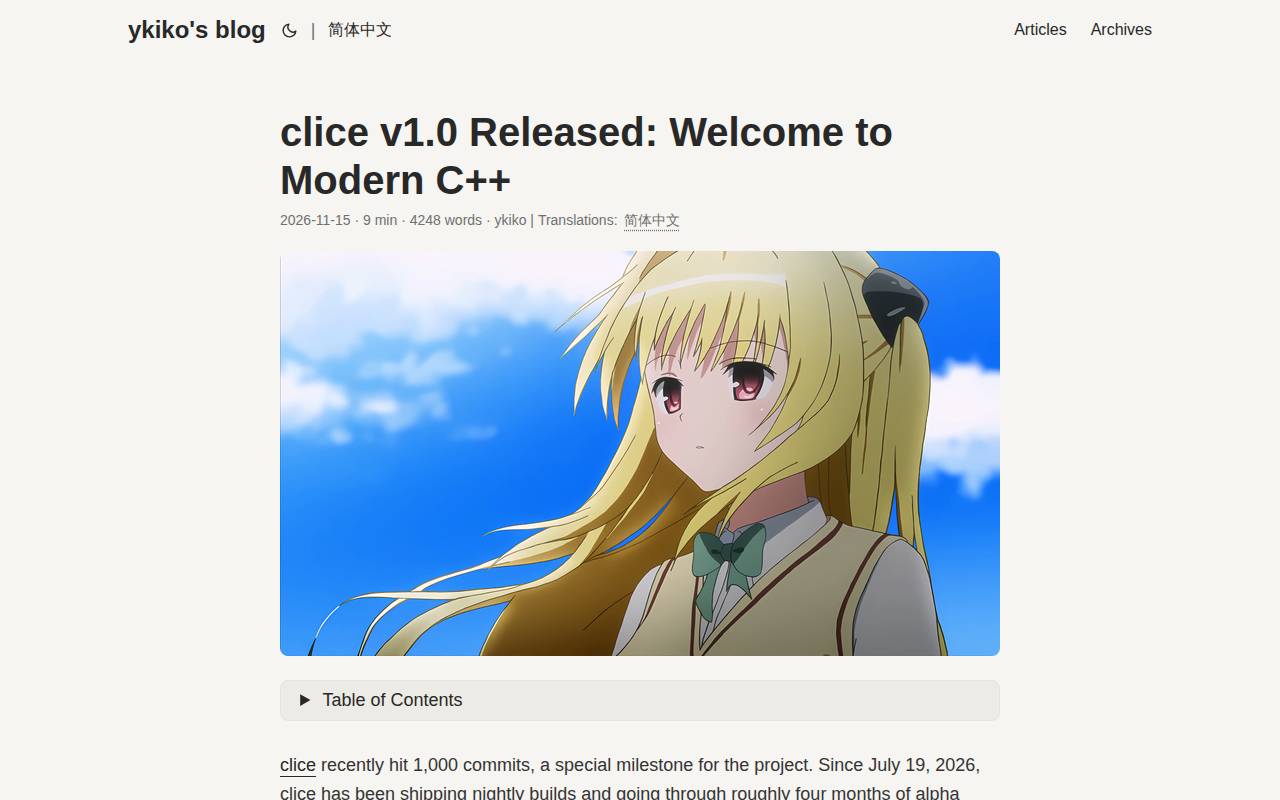 ykiko's blog | 简体中文 Articles Archives
clice v1.0 Released: Welcome to
Modern C++
2026-11-15 · 9 min · 4248 words · ykiko | Translations: 简体中文
Table of Contents
clice recently hit 1,000 commits, a special milestone for the project. Since July 19, 2026,
clice has been shipping nightly builds and going through roughly four months of alpha